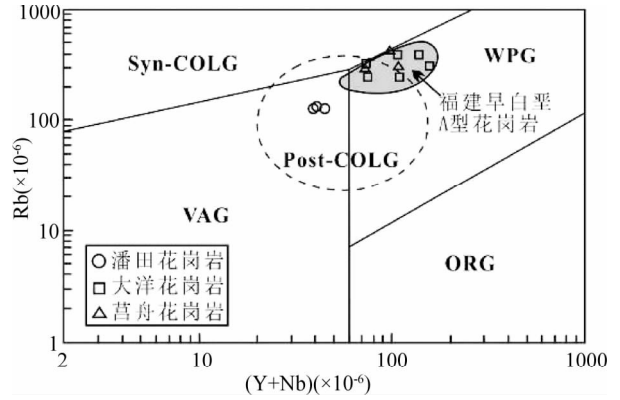 1000
100
10
1
Rb(×10⁻⁶)
Syn-COLG
WPG
福建早白垩
A型花岗岩
Post-COLG
VAG
ORG
潘田花岗岩
大洋花岗岩
莒舟花岗岩
2
10
100
1000
(Y+Nb)(×10⁻⁶)